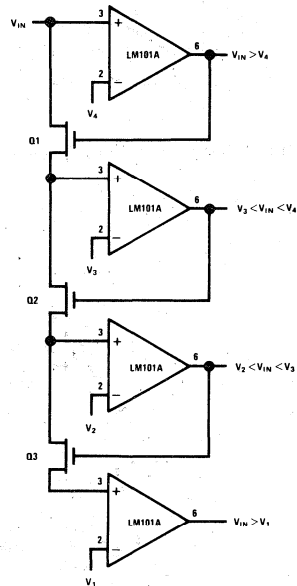 VIN 3 + LM101A 6 VIN>V4
2 −
V4
Q1
3 + LM101A 6 V3<VIN<V4
2 −
V3
Q2
3 + LM101A 6 V2<VIN<V3
2 −
V2
Q3
3 + LM101A 6 VIN>V1
2 −
V1